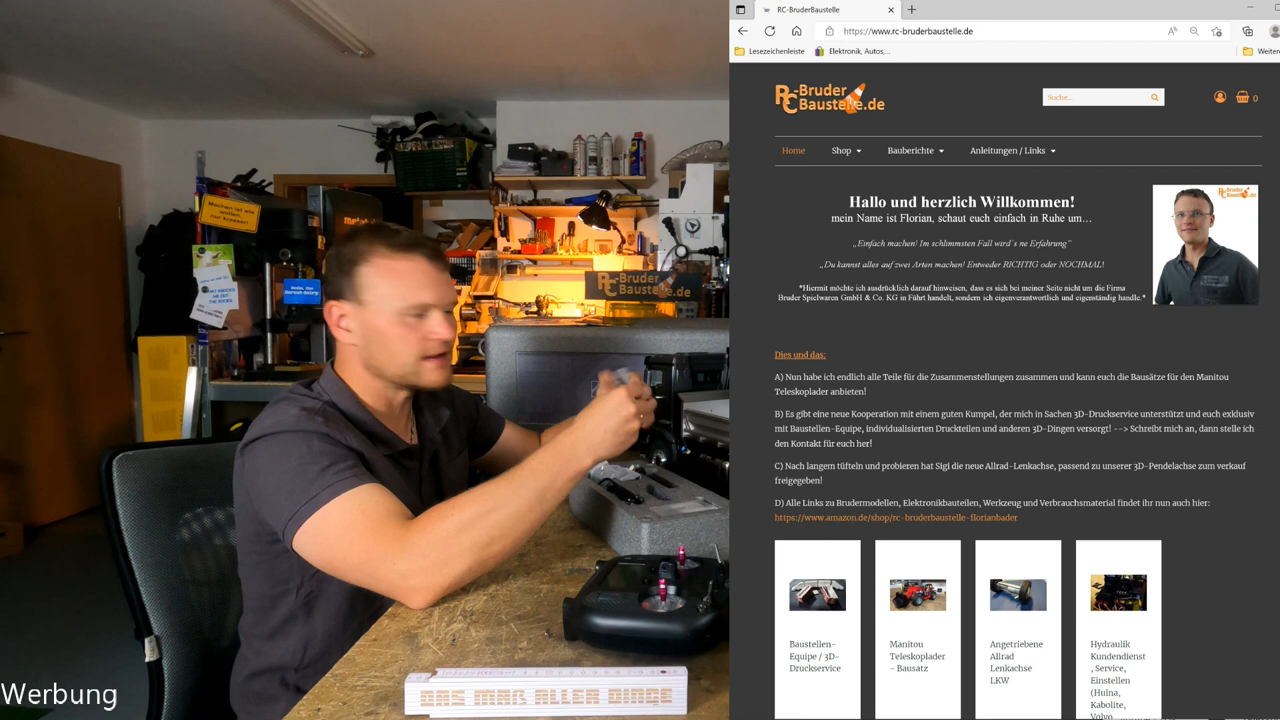 RC-BruderBaustelle
https://www.rc-bruderbaustelle.de
Lesezeichenleiste
Elektronik, Autos,...
RC-Bruder
Baustelle.de
Suche...
0
Home
Shop
Bauberichte
Anleitungen / Links
Hallo und herzlich Willkommen!
mein Name ist Florian, schaut euch einfach in Ruhe um...
„Einfach machen! Im schlimmsten Fall wird´s ne Erfahrung"
„Du kannst alles auf zwei Arten machen! Entweder RICHTIG oder NOCHMAL!
*Hiermit möchte ich ausdrücklich darauf hinweisen, dass es sich bei meiner Seite nicht um die Firma
Bruder Spielwaren GmbH & Co. KG in Fürth handelt, sondern ich eigenverantwortlich und eigenständig handle.*
Dies und das:
A) Nun habe ich endlich alle Teile für die Zusammenstellungen zusammen und kann euch die Bausätze für den Manitou
Teleskoplader anbieten!
B) Es gibt eine neue Kooperation mit einem guten Kumpel, der mich in Sachen 3D-Druckservice unterstützt und euch exklusiv
mit Baustellen-Equipe, individualisierten Druckteilen und anderen 3D-Dingen versorgt! --> Schreibt mich an, dann stelle ich
den Kontakt für euch her!
C) Nach langem tüfteln und probieren hat Sigi die neue Allrad-Lenkachse, passend zu unserer 3D-Pendelachse zum verkauf
freigegeben!
D) Alle Links zu Brudermodellen, Elektronikbauteilen, Werkzeug und Verbrauchsmaterial findet ihr nun auch hier:
https://www.amazon.de/shop/rc-bruderbaustelle-florianbader
Baustellen-
Equipe / 3D-
Druckservice
Manitou
Teleskoplader
- Bausatz
Angetriebene
Allrad
Lenkachse
LKW
Hydraulik
Kundendienst
, Service,
Einstellen
(Huina,
Kabolite,
Volvo
Machen ist wie
wollen,
nur krasser!
metabo
RC-Bruder
Baustelle.de
DAS MAß ALLER DINGE
Werbung